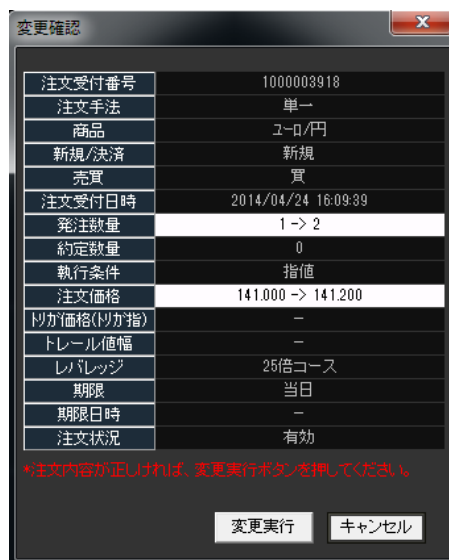 変更確認
注文受付番号 1000003918
注文手法 単一
商品 ユーロ/円
新規/決済 新規
売買 買
注文受付日時 2014/04/24 16:09:39
発注数量 1 -> 2
約定数量 0
執行条件 指値
注文価格 141.000 -> 141.200
トリガ価格(トリガ指) −
トレール値幅 −
レバレッジ 25倍コース
期限 当日
期限日時 −
注文状況 有効
*注文内容が正しければ、変更実行ボタンを押してください。
変更実行 キャンセル